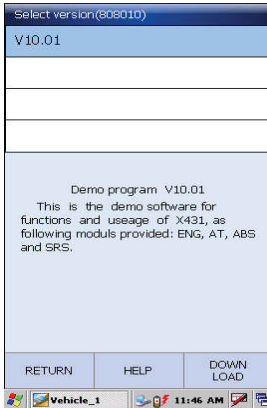 Select version(808010)
V10.01
Demo program V10.01
This is the demo software for
functions and useage of X431, as
following moduls provided: ENG, AT, ABS
and SRS.
RETURN
HELP
DOWN
LOAD
Vehicle_1
11:46 AM